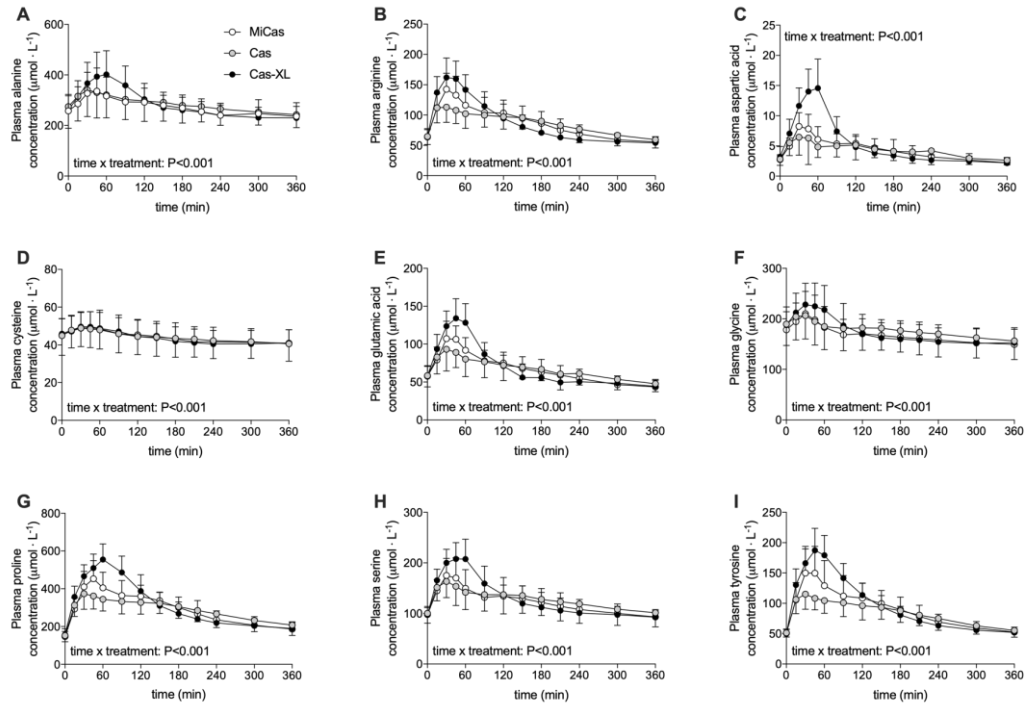 A
Plasma alanine
concentration (μmol · L⁻¹)
600
400
200
0
MiCas
Cas
Cas-XL
time x treatment: P<0.001
0 60 120 180 240 300 360
time (min)
B
Plasma arginine
concentration (μmol · L⁻¹)
250
200
150
100
50
0
time x treatment: P<0.001
0 60 120 180 240 300 360
time (min)
C
Plasma aspartic acid
concentration (μmol · L⁻¹)
25
20
15
10
5
0
time x treatment: P<0.001
0 60 120 180 240 300 360
time (min)
D
Plasma cysteine
concentration (μmol · L⁻¹)
80
60
40
20
0
time x treatment: P<0.001
0 60 120 180 240 300 360
time (min)
E
Plasma glutamic acid
concentration (μmol · L⁻¹)
200
150
100
50
0
time x treatment: P<0.001
0 60 120 180 240 300 360
time (min)
F
Plasma glycine
concentration (μmol · L⁻¹)
300
200
100
0
time x treatment: P<0.001
0 60 120 180 240 300 360
time (min)
G
Plasma proline
concentration (μmol · L⁻¹)
800
600
400
200
0
time x treatment: P<0.001
0 60 120 180 240 300 360
time (min)
H
Plasma serine
concentration (μmol · L⁻¹)
300
200
100
0
time x treatment: P<0.001
0 60 120 180 240 300 360
time (min)
I
Plasma tyrosine
concentration (μmol · L⁻¹)
250
200
150
100
50
0
time x treatment: P<0.001
0 60 120 180 240 300 360
time (min)